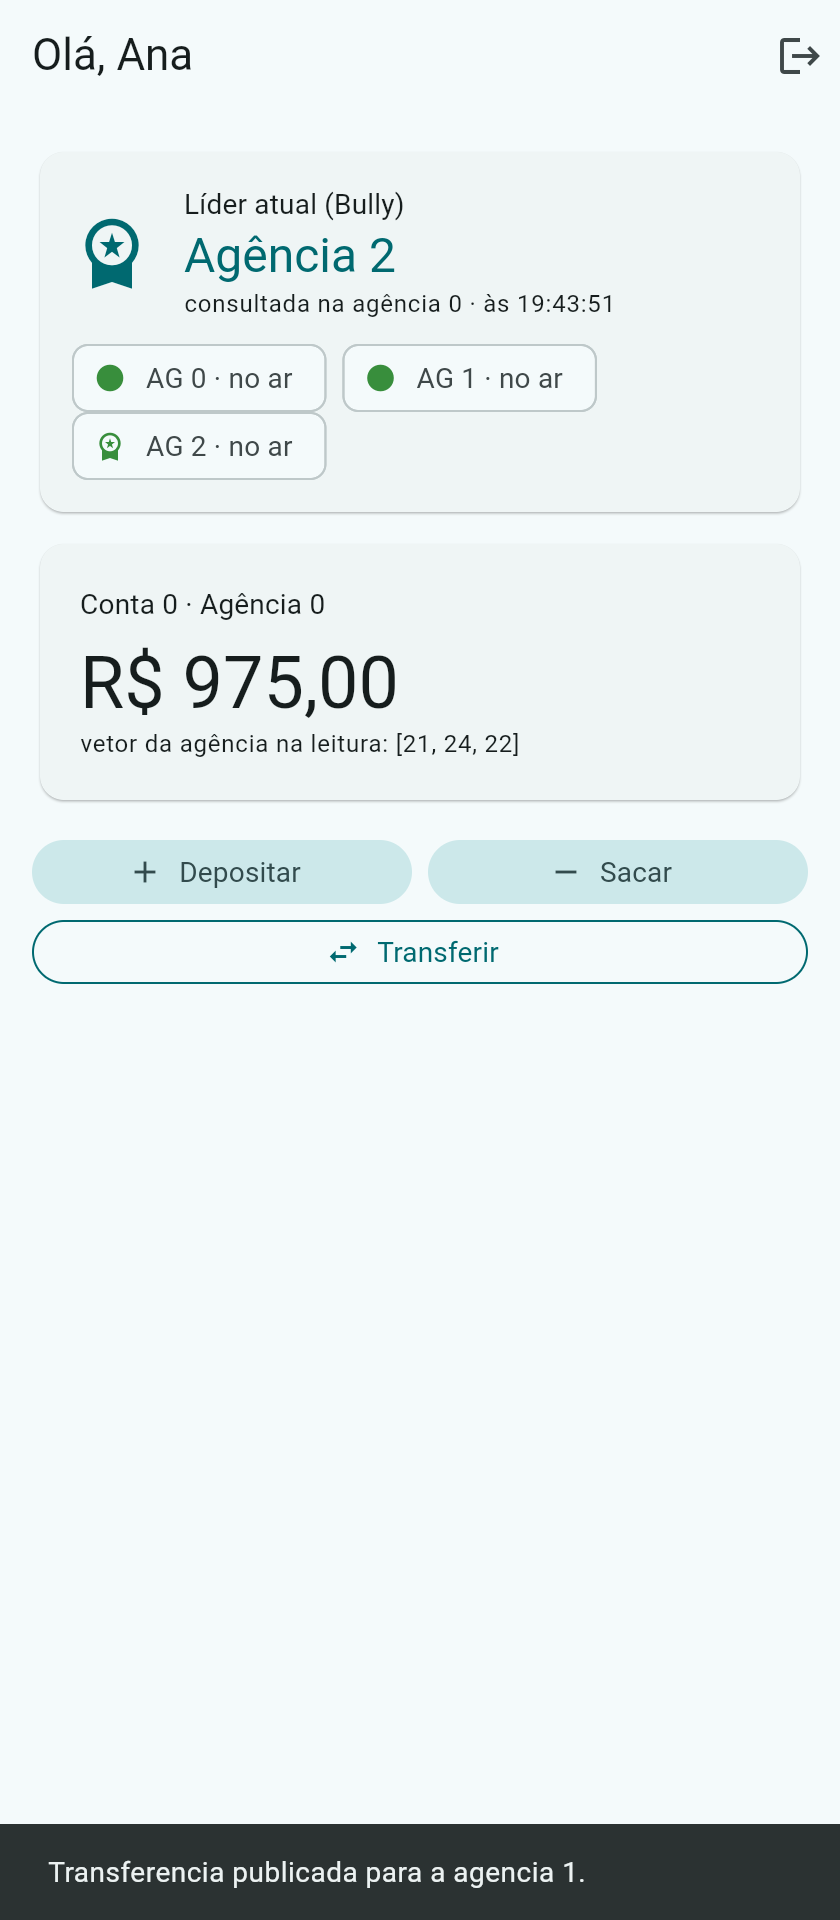 Olá, Ana
Líder atual (Bully)
Agência 2
consultada na agência 0 · às 19:43:51
AG 0 · no ar
AG 1 · no ar
AG 2 · no ar
Conta 0 · Agência 0
R$ 975,00
vetor da agência na leitura: [21, 24, 22]
Depositar
Sacar
Transferir
Transferencia publicada para a agencia 1.